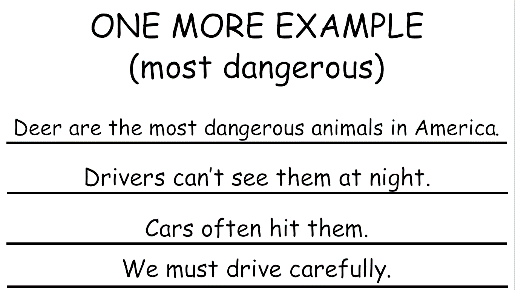 ONE MORE EXAMPLE
(most dangerous)
Deer are the most dangerous animals in America.
Drivers can't see them at night.
Cars often hit them.
We must drive carefully.